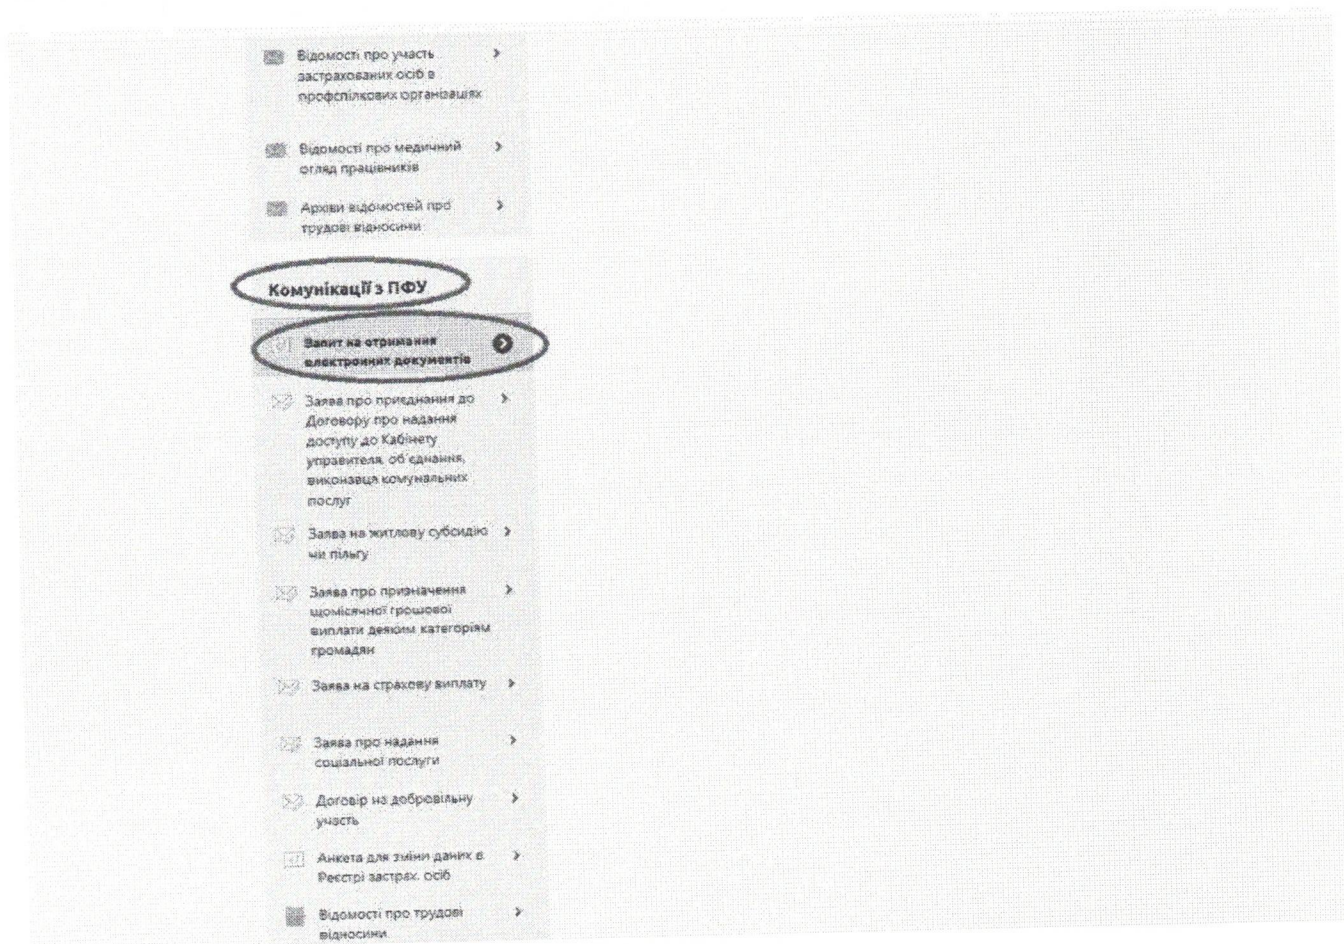 Відомості про участь
застрахованих осіб в
профспілкових організаціях
Відомості про медичний
огляд працівників
Архіви відомостей про
трудові відносини
Комунікації з ПФУ
Запит на отримання
електронних документів
Заява про приєднання до
Договору про надання
доступу до Кабінету
управителя, об'єднання,
виконавця комунальних
послуг
Заява на житлову субсидію
чи пільгу
Заява про призначення
щомісячної грошової
виплати деяким категоріям
громадян
Заява на страхову виплату
Заява про надання
соціальної послуги
Договір на добровільну
участь
Анкета для зміни даних в
Реєстрі застрах. осіб
Відомості про трудові
відносини